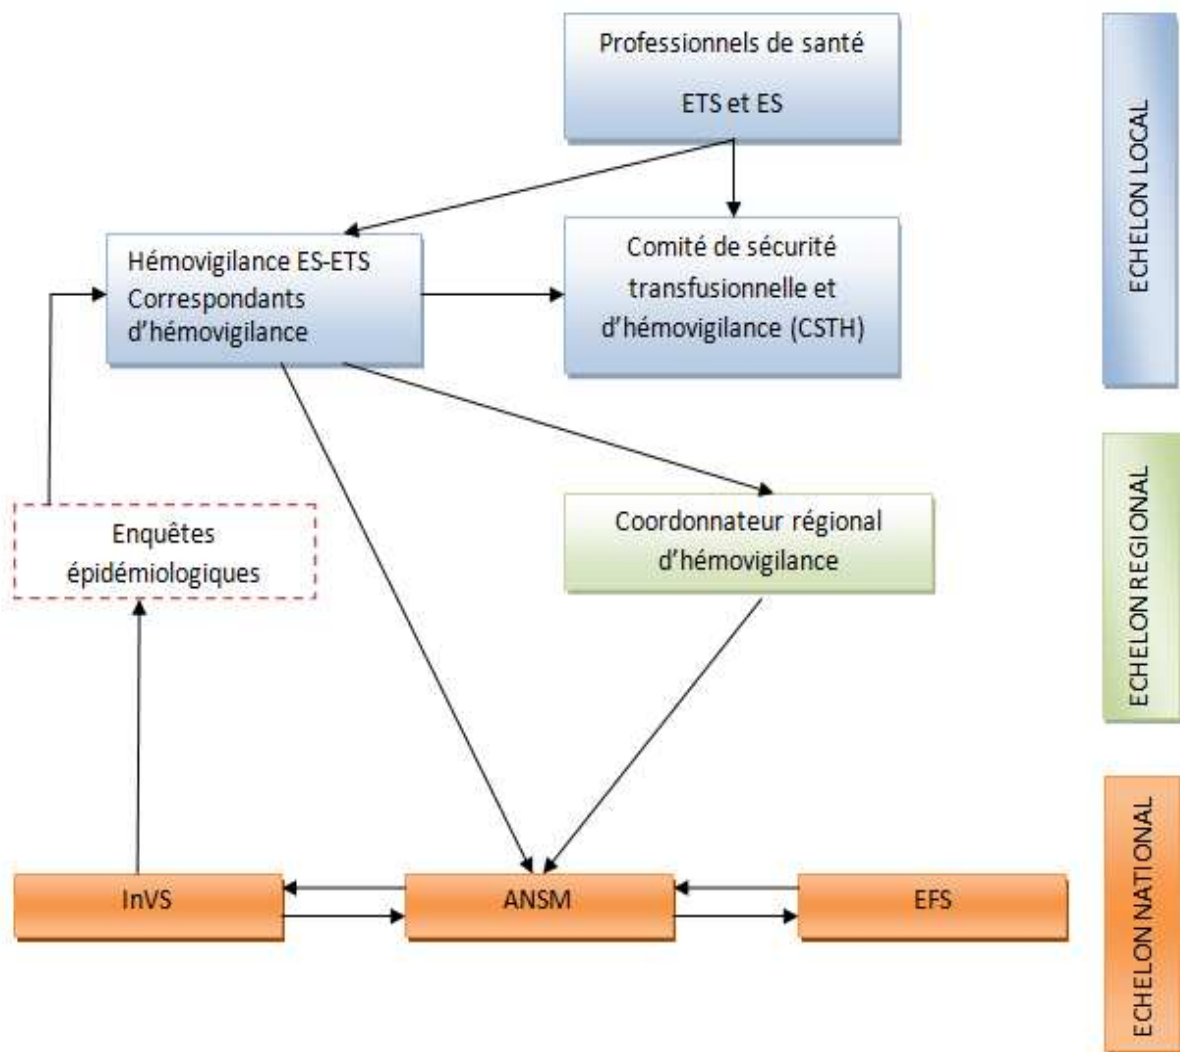 Professionnels de santé
ETS et ES
ECHELON LOCAL
Hémovigilance ES-ETS
Correspondants
d'hémovigilance
Comité de sécurité
transfusionnelle et
d'hémovigilance (CSTH)
Enquêtes
épidémiologiques
Coordonnateur régional
d'hémovigilance
ECHELON REGIONAL
InVS
ANSM
EFS
ECHELON NATIONAL